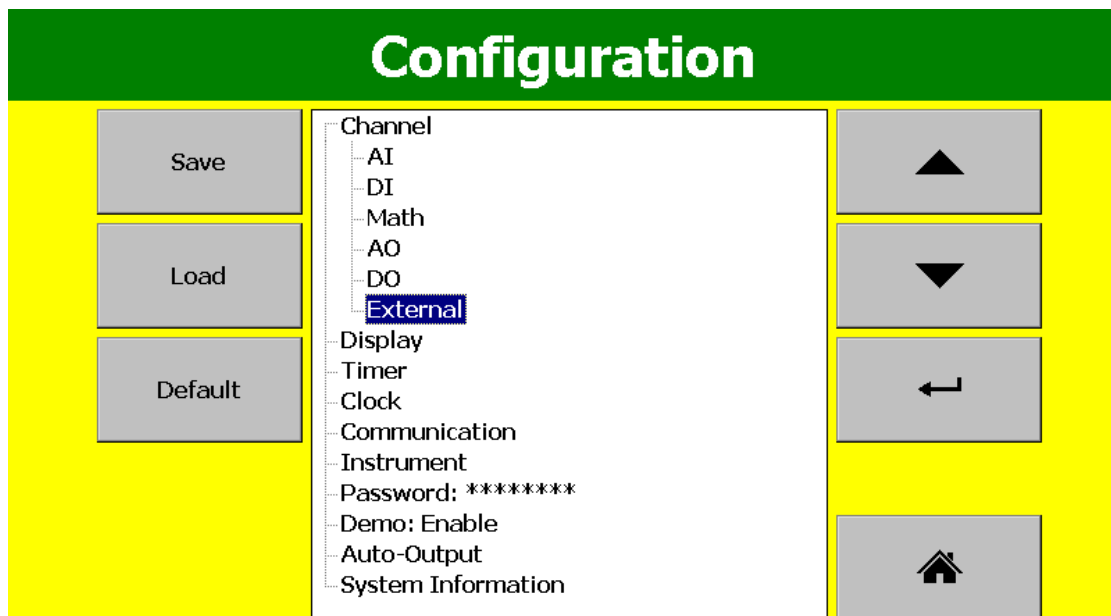 Configuration
Save
Load
Default
Channel
AI
DI
Math
AO
DO
External
Display
Timer
Clock
Communication
Instrument
Password: ********
Demo: Enable
Auto-Output
System Information